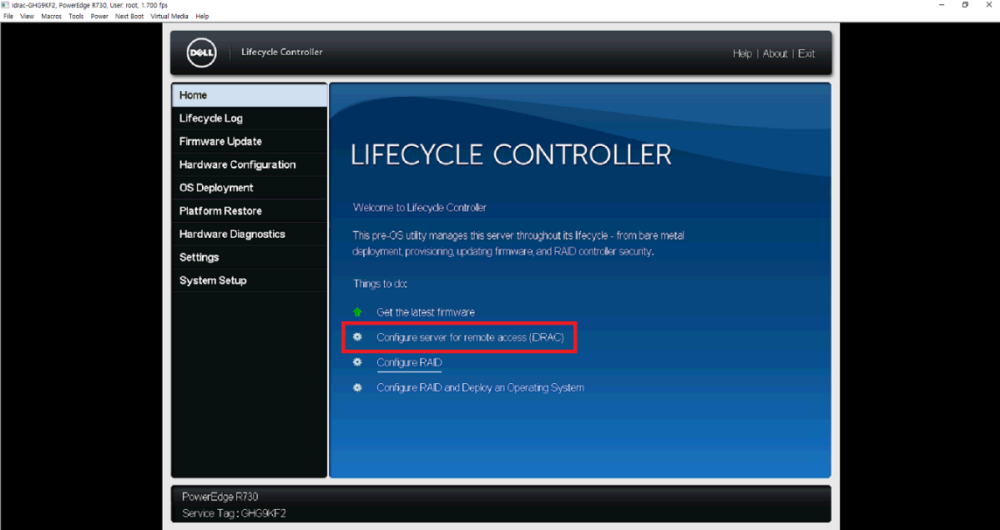 idrac-GHG9KF2, PowerEdge R730, User: root, 1.700 fps
File View Macros Tools Power Next Boot Virtual Media Help
DELL
Lifecycle Controller
Help | About | Exit
Home
Lifecycle Log
Firmware Update
Hardware Configuration
OS Deployment
Platform Restore
Hardware Diagnostics
Settings
System Setup
LIFECYCLE CONTROLLER
Welcome to Lifecycle Controller
This pre-OS utility manages this server throughout its lifecycle - from bare metal
deployment, provisioning, updating firmware, and RAID controller security.
Things to do:
Get the latest firmware
Configure server for remote access (iDRAC)
Configure RAID
Configure RAID and Deploy an Operating System
PowerEdge R730
Service Tag : GHG9KF2